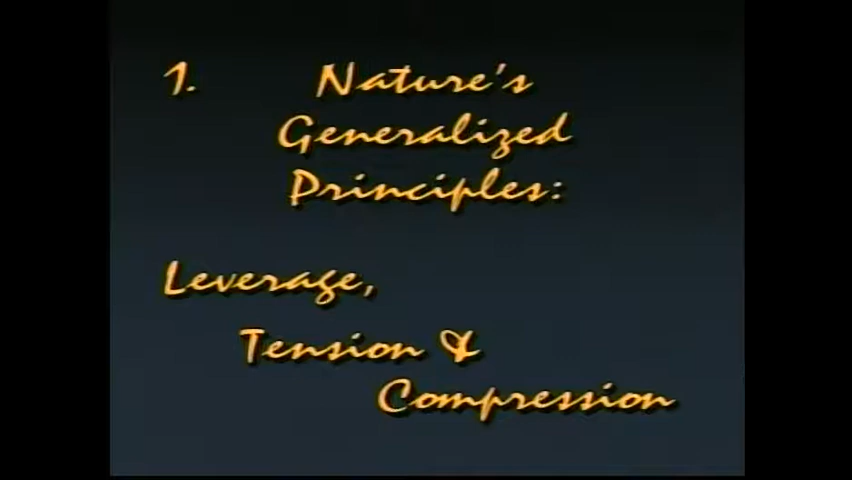 1. Nature's
Generalized
Principles:
Leverage,
Tension &
Compression